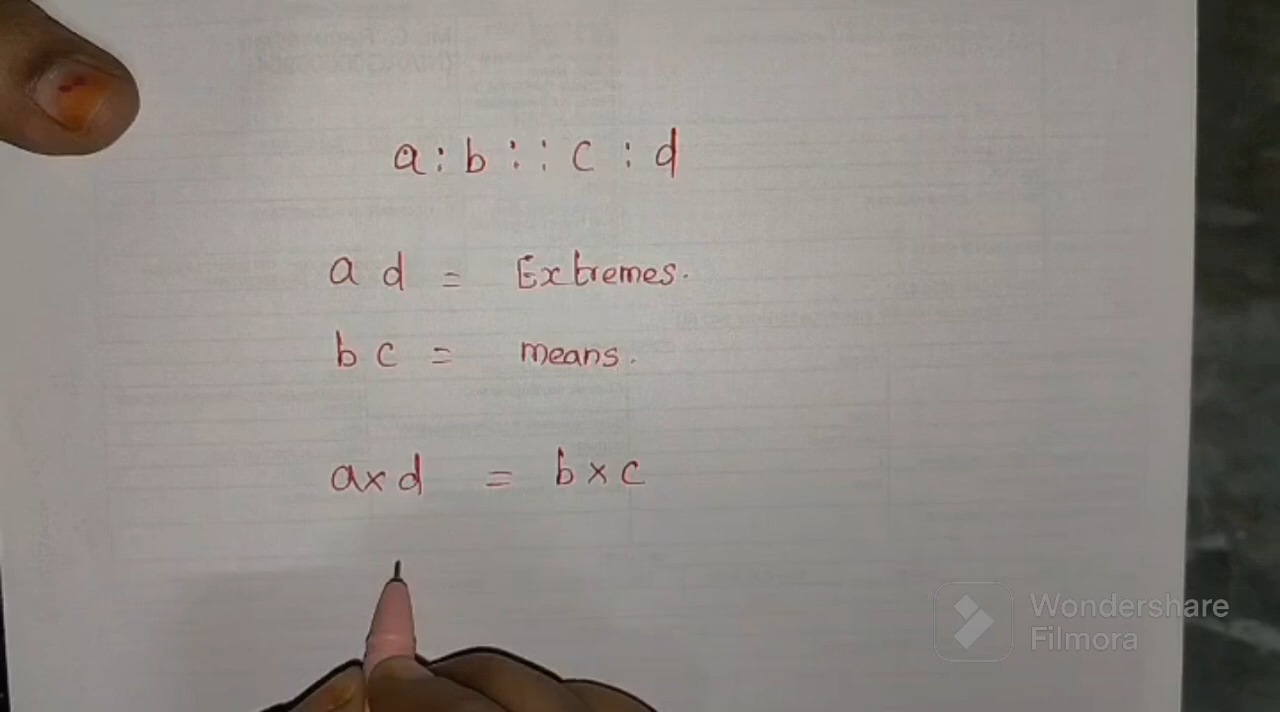 a : b : : c : d
a d = Extremes.
b c = means.
a x d = b x c
Wondershare
Filmora